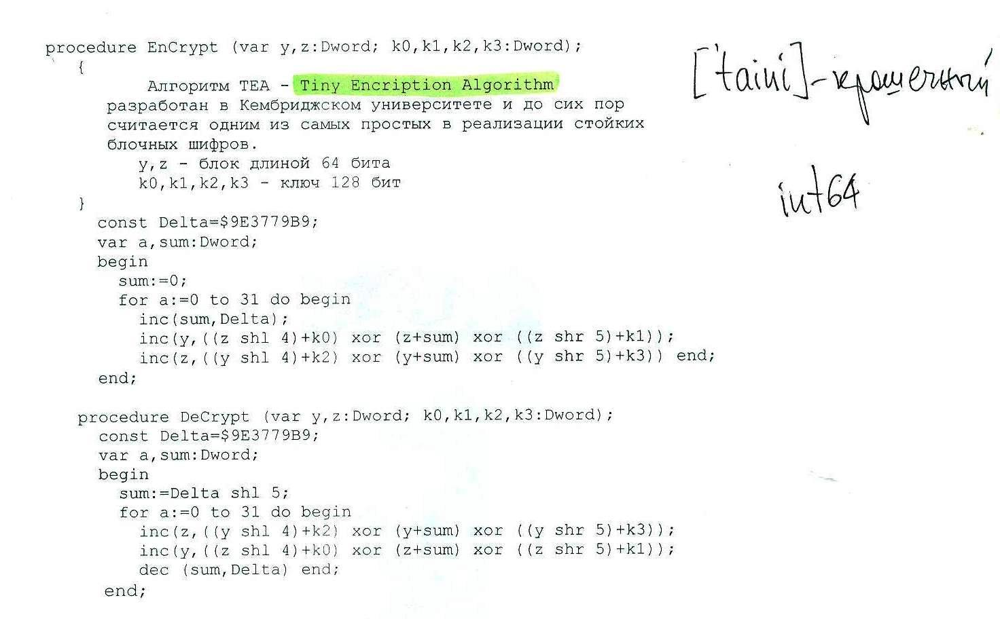 procedure EnCrypt (var y,z:Dword; k0,k1,k2,k3:Dword);
{
Алгоритм TEA - Tiny Encription Algorithm
разработан в Кембриджском университете и до сих пор
считается одним из самых простых в реализации стойких
блочных шифров.
y,z - блок длиной 64 бита
k0,k1,k2,k3 - ключ 128 бит
}
const Delta=$9E3779B9;
var a,sum:Dword;
begin
sum:=0;
for a:=0 to 31 do begin
inc(sum,Delta);
inc(y,((z shl 4)+k0) xor (z+sum) xor ((z shr 5)+k1));
inc(z,((y shl 4)+k2) xor (y+sum) xor ((y shr 5)+k3)) end;
end;
procedure DeCrypt (var y,z:Dword; k0,k1,k2,k3:Dword);
const Delta=$9E3779B9;
var a,sum:Dword;
begin
sum:=Delta shl 5;
for a:=0 to 31 do begin
inc(z,((y shl 4)+k2) xor (y+sum) xor ((y shr 5)+k3));
inc(y,((z shl 4)+k0) xor (z+sum) xor ((z shr 5)+k1));
dec (sum,Delta) end;
end;
['taini]-крошечный
int64